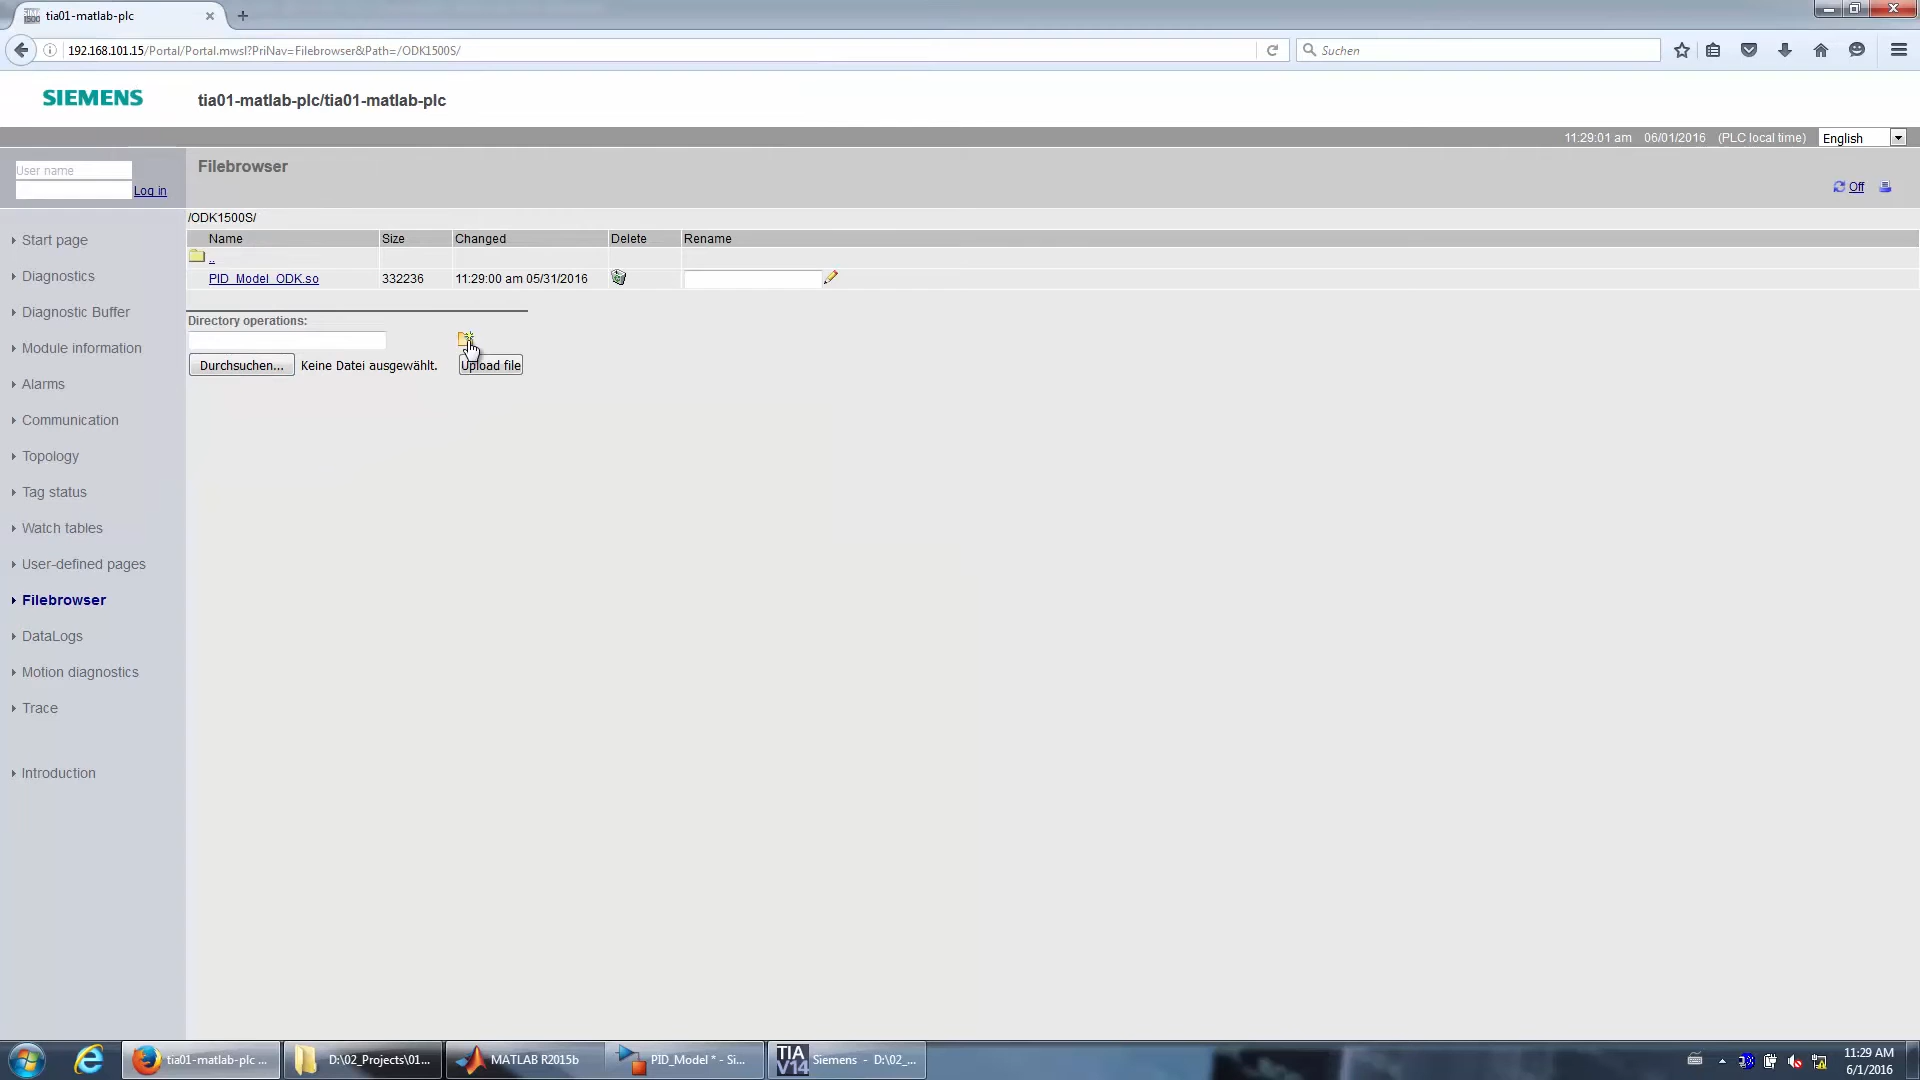 tia01-matlab-plc
192.168.101.15/Portal/Portal.mwsl?PriNav=Filebrowser&Path=/ODK1500S/
Suchen
SIEMENS
tia01-matlab-plc/tia01-matlab-plc
11:29:01 am 06/01/2016 (PLC local time) English
User name
Log in
Filebrowser
Off
/ODK1500S/
Name Size Changed Delete Rename
..
PID_Model_ODK.so 332236 11:29:00 am 05/31/2016
Directory operations:
Durchsuchen... Keine Datei ausgewählt. Upload file
Start page
Diagnostics
Diagnostic Buffer
Module information
Alarms
Communication
Topology
Tag status
Watch tables
User-defined pages
Filebrowser
DataLogs
Motion diagnostics
Trace
Introduction
tia01-matlab-plc ...
D:\02_Projects\01...
MATLAB R2015b
PID_Model * - Si...
TIA V14
Siemens - D:\02_...
11:29 AM
6/1/2016